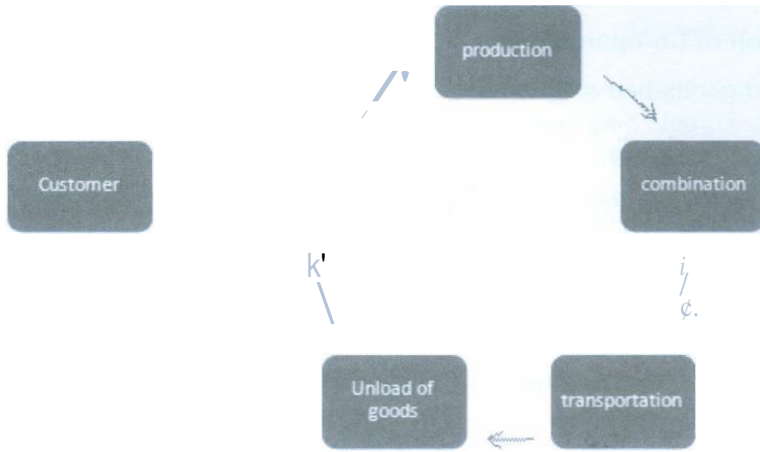 production
Customer
combination
k'
i
/
¢.
Unload of
goods
transportation